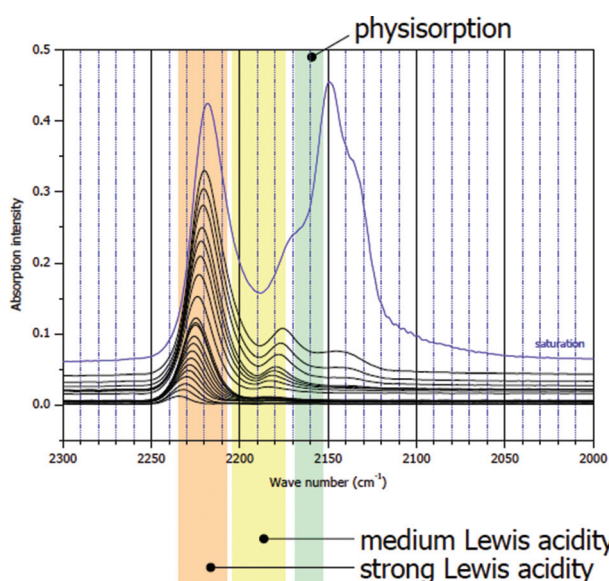 physisorption
0.5
0.4
0.3
0.2
0.1
0.0
Absorption intensity
saturation
2300 2250 2200 2150 2100 2050 2000
Wave number (cm⁻¹)
medium Lewis acidity
strong Lewis acidity